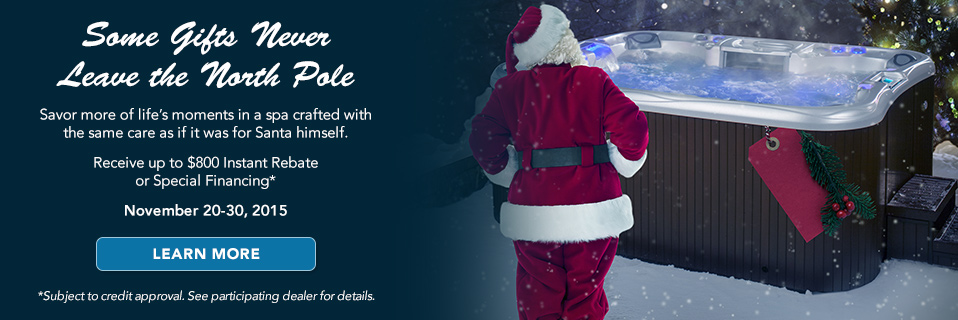 Some Gifts Never
Leave the North Pole
Savor more of life's moments in a spa crafted with
the same care as if it was for Santa himself.
Receive up to $800 Instant Rebate
or Special Financing*
November 20-30, 2015
LEARN MORE
*Subject to credit approval. See participating dealer for details.